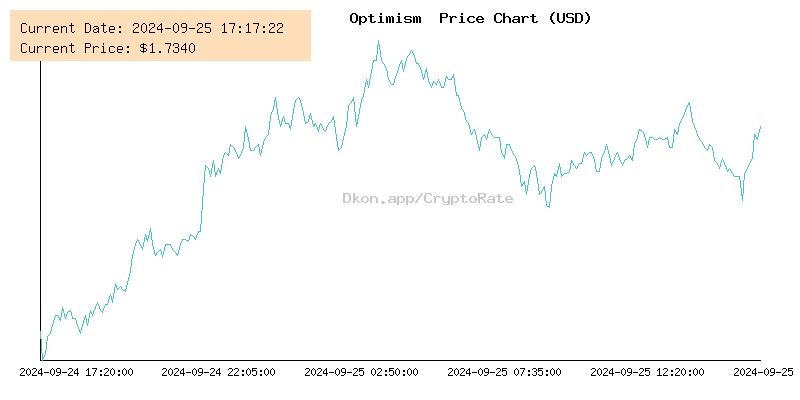 Optimism  Price Chart (USD)
Current Date: 2024-09-25 17:17:22
Current Price: $1.7340
Dkon.app/CryptoRate
2024-09-24 17:20:00 2024-09-24 22:05:00 2024-09-25 02:50:00 2024-09-25 07:35:00 2024-09-25 12:20:00 2024-09-25